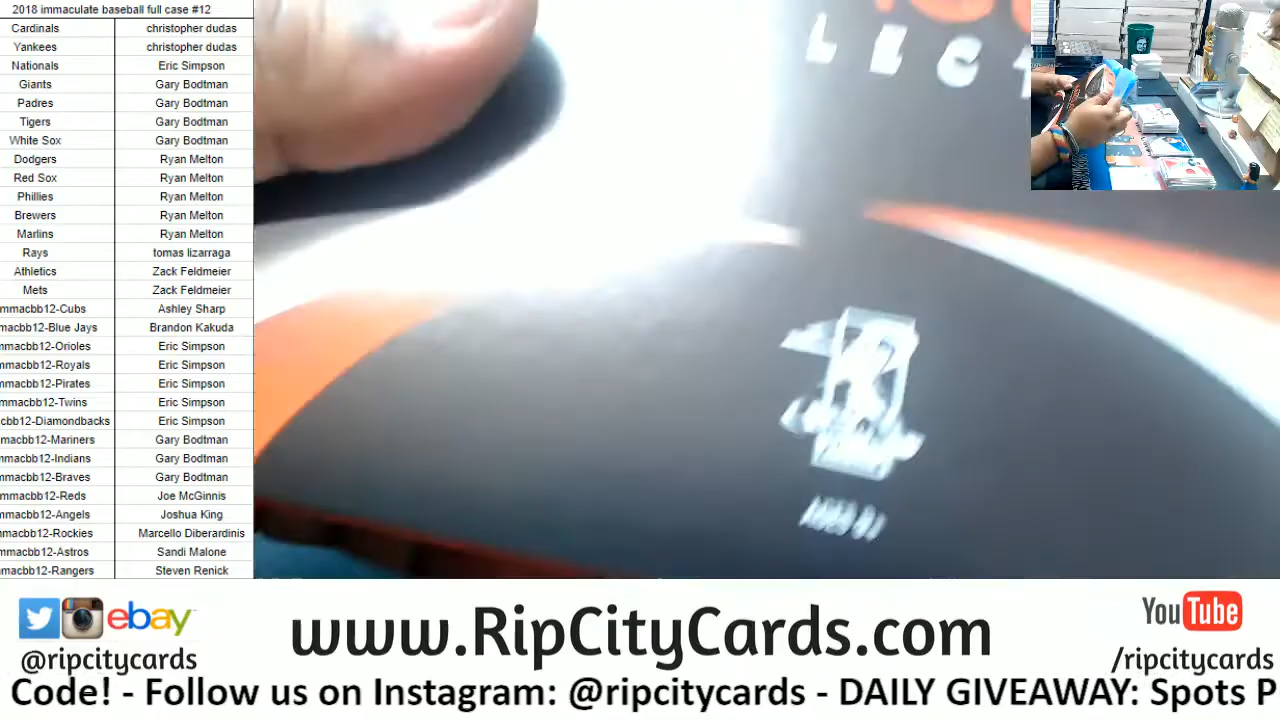 2018 immaculate baseball full case #12
Cardinals christopher dudas
Yankees christopher dudas
Nationals Eric Simpson
Giants Gary Bodtman
Padres Gary Bodtman
Tigers Gary Bodtman
White Sox Gary Bodtman
Dodgers Ryan Melton
Red Sox Ryan Melton
Phillies Ryan Melton
Brewers Ryan Melton
Marlins Ryan Melton
Rays tomas lizarraga
Athletics Zack Feldmeier
Mets Zack Feldmeier
mmacbb12-Cubs Ashley Sharp
macbb12-Blue Jays Brandon Kakuda
mmacbb12-Orioles Eric Simpson
mmacbb12-Royals Eric Simpson
mmacbb12-Pirates Eric Simpson
mmacbb12-Twins Eric Simpson
cbb12-Diamondbacks Eric Simpson
macbb12-Mariners Gary Bodtman
mmacbb12-Indians Gary Bodtman
mmacbb12-Braves Gary Bodtman
mmacbb12-Reds Joe McGinnis
mmacbb12-Angels Joshua King
macbb12-Rockies Marcello Diberardinis
mmacbb12-Astros Sandi Malone
mmacbb12-Rangers Steven Renick
ebay
@ripcitycards
www.RipCityCards.com
YouTube
/ripcitycards
Code! - Follow us on Instagram: @ripcitycards - DAILY GIVEAWAY: Spots P